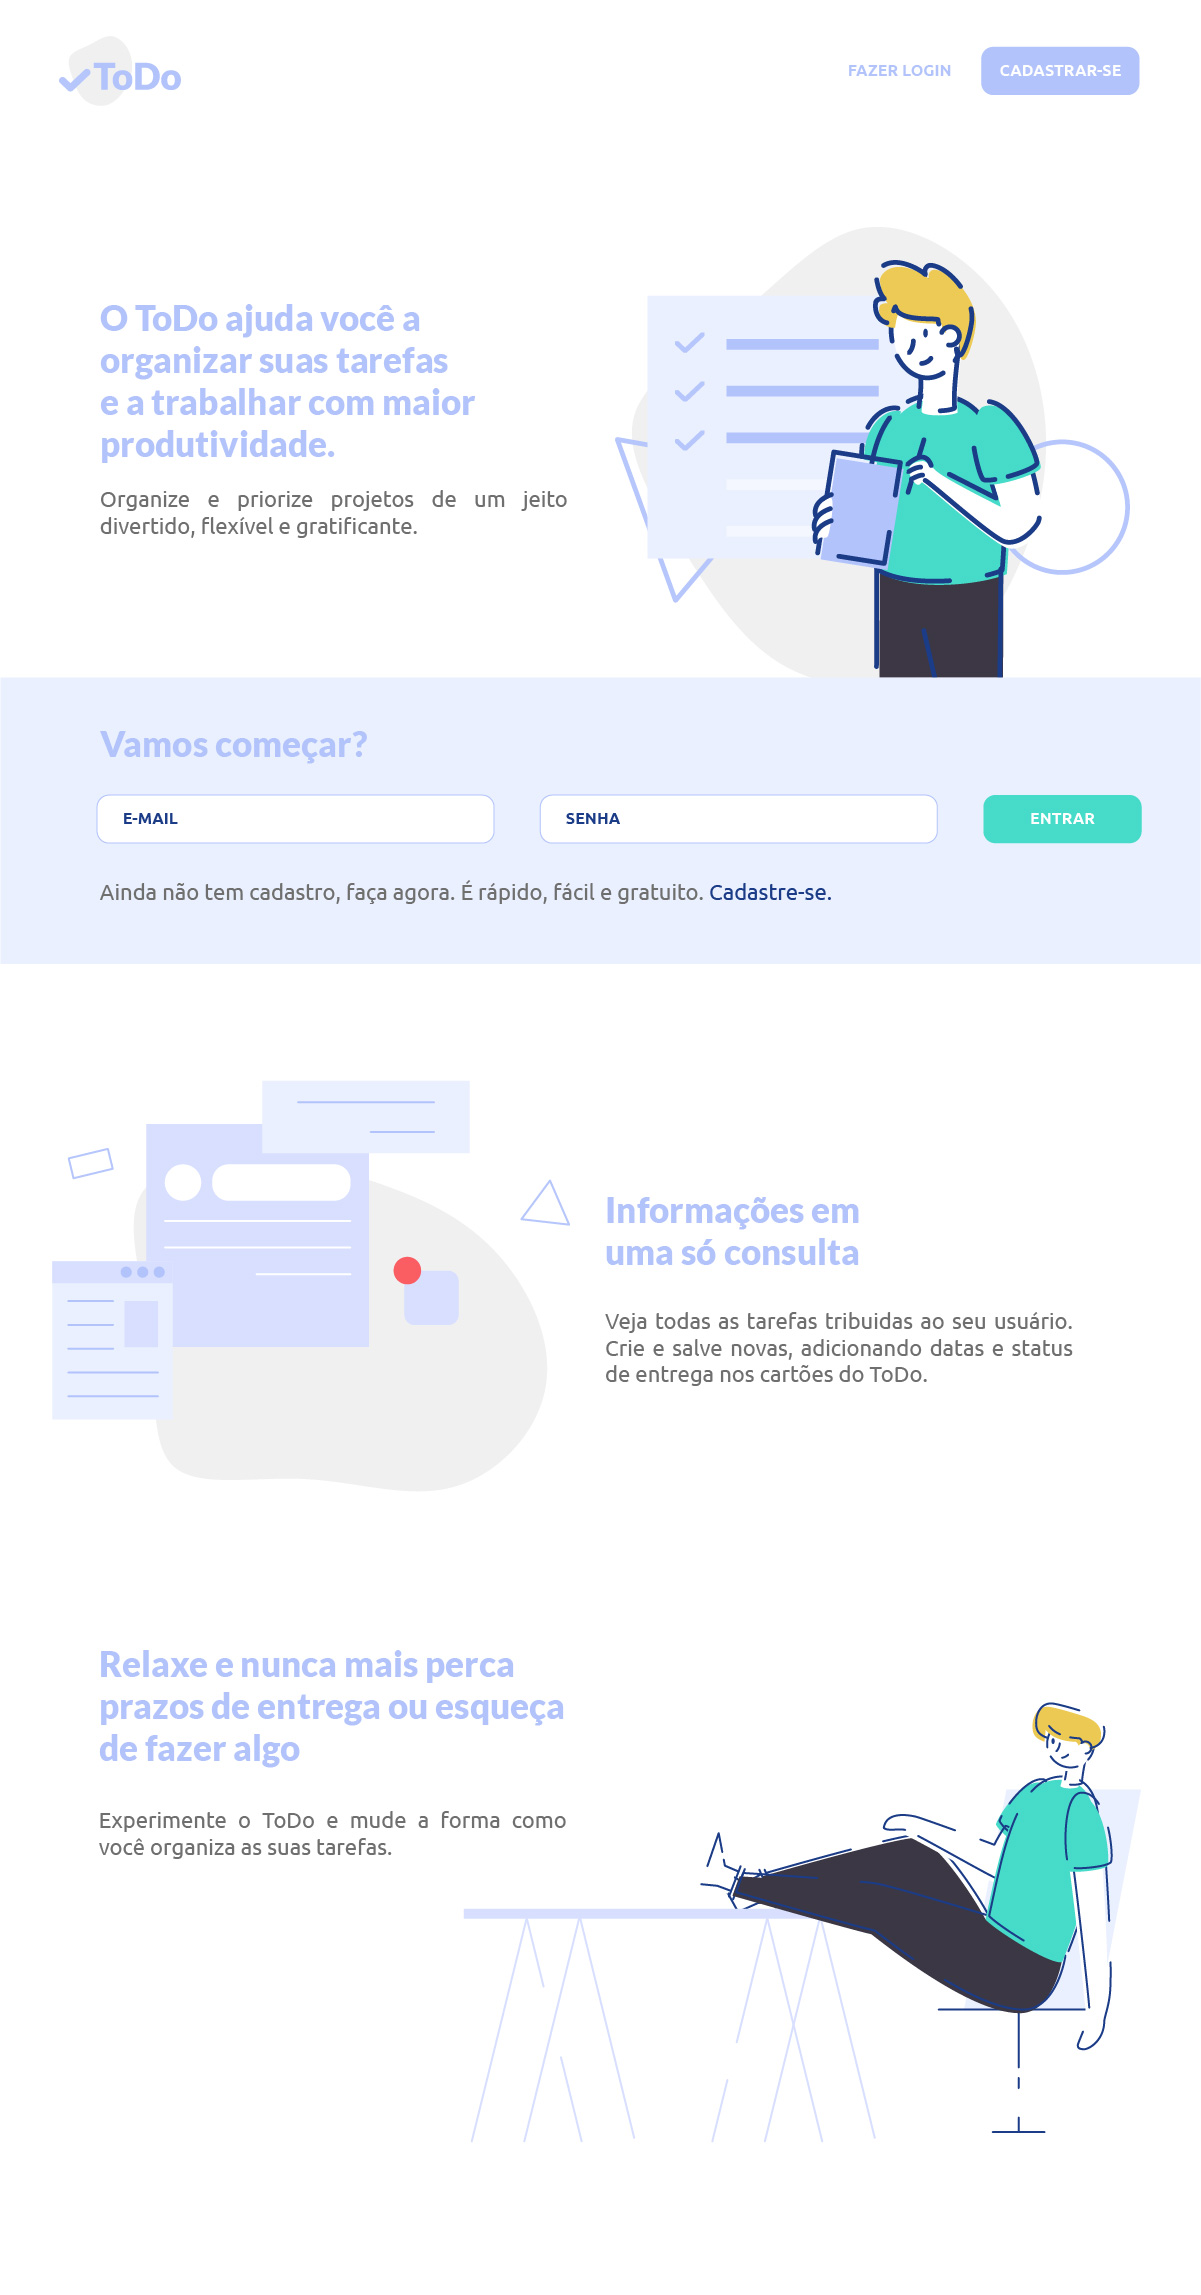 ToDo
FAZER LOGIN
CADASTRAR-SE
O ToDo ajuda você a
organizar suas tarefas
e a trabalhar com maior
produtividade.
Organize e priorize projetos de um jeito
divertido, flexível e gratificante.
Vamos começar?
E-MAIL
SENHA
ENTRAR
Ainda não tem cadastro, faça agora. É rápido, fácil e gratuito. Cadastre-se.
Informações em
uma só consulta
Veja todas as tarefas tribuidas ao seu usuário.
Crie e salve novas, adicionando datas e status
de entrega nos cartões do ToDo.
Relaxe e nunca mais perca
prazos de entrega ou esqueça
de fazer algo
Experimente o ToDo e mude a forma como
você organiza as suas tarefas.